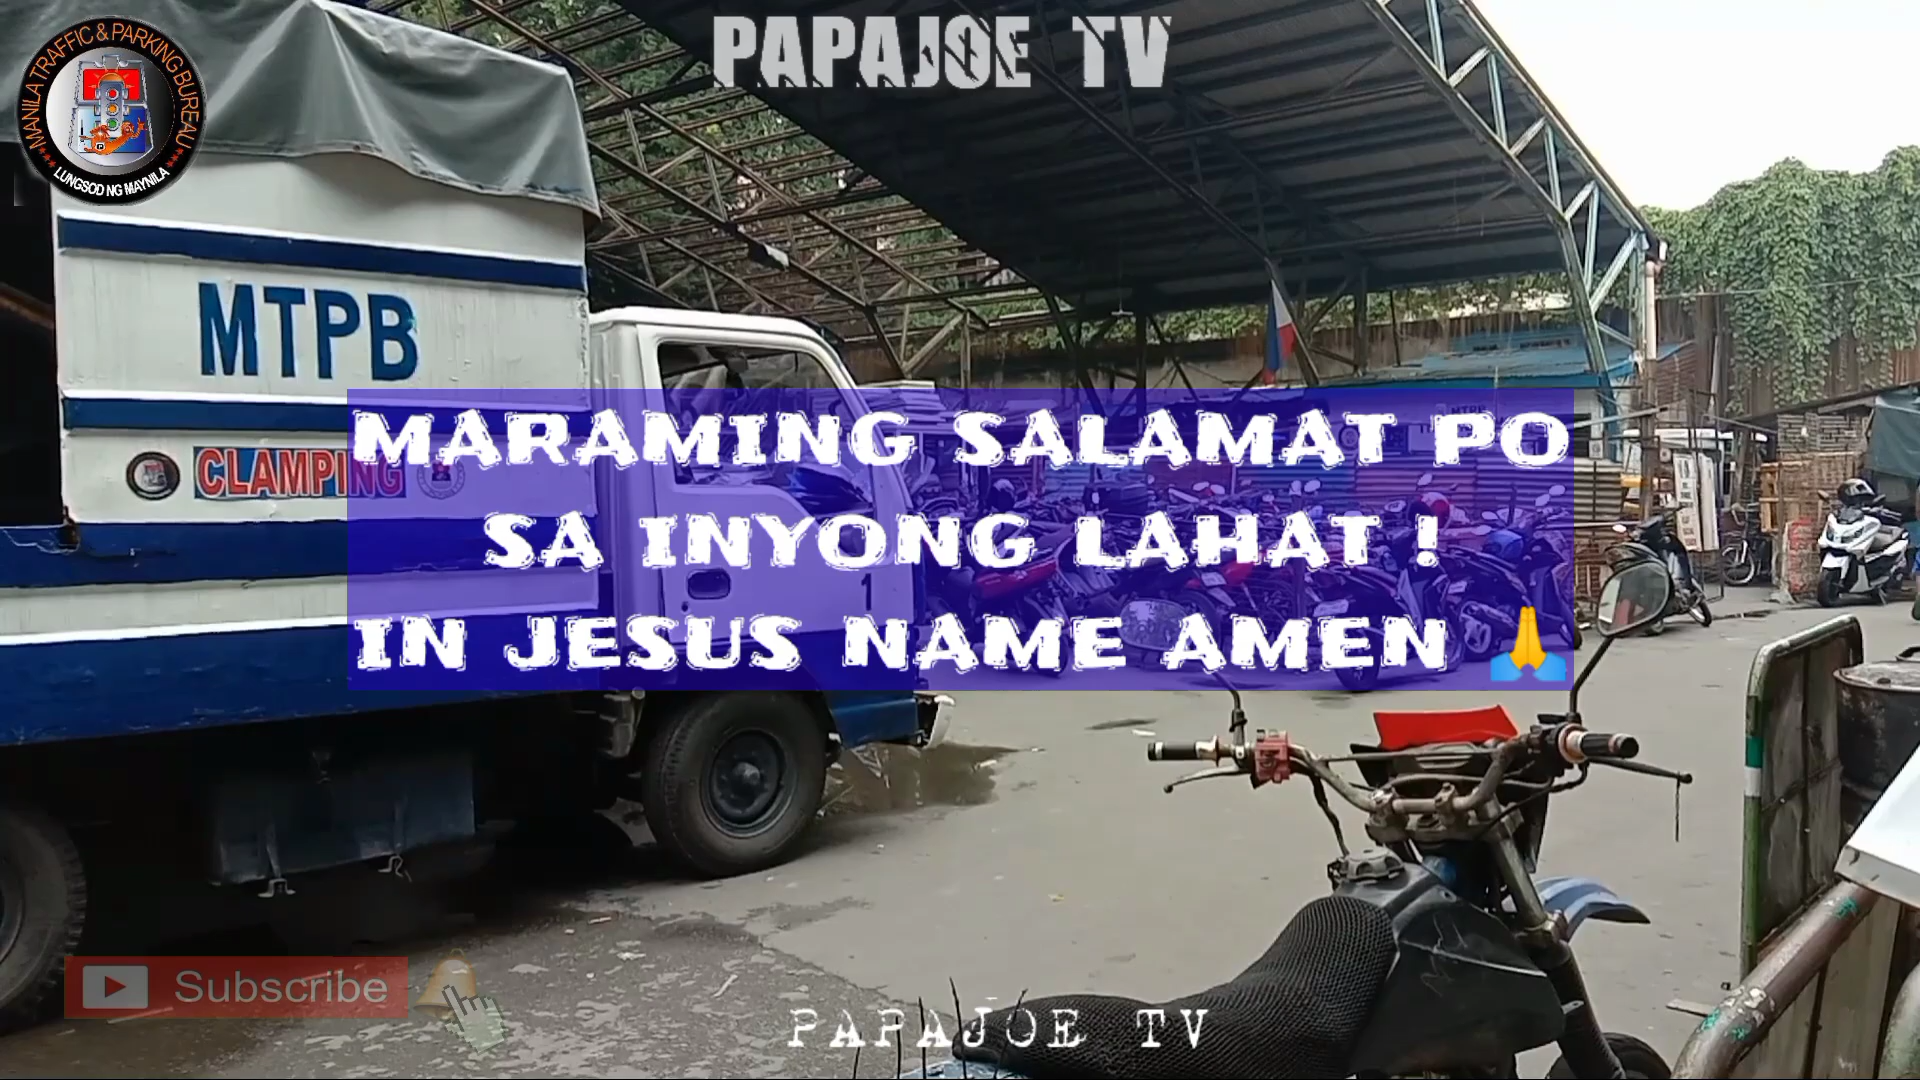 PAPAJOE TV
MANILA TRAFFIC & PARKING BUREAU
LUNGSOD NG MAYNILA
MTPB
CLAMPING
MARAMING SALAMAT PO
SA INYONG LAHAT !
IN JESUS NAME AMEN 🙏
1
Subscribe
PAPAJOE TV